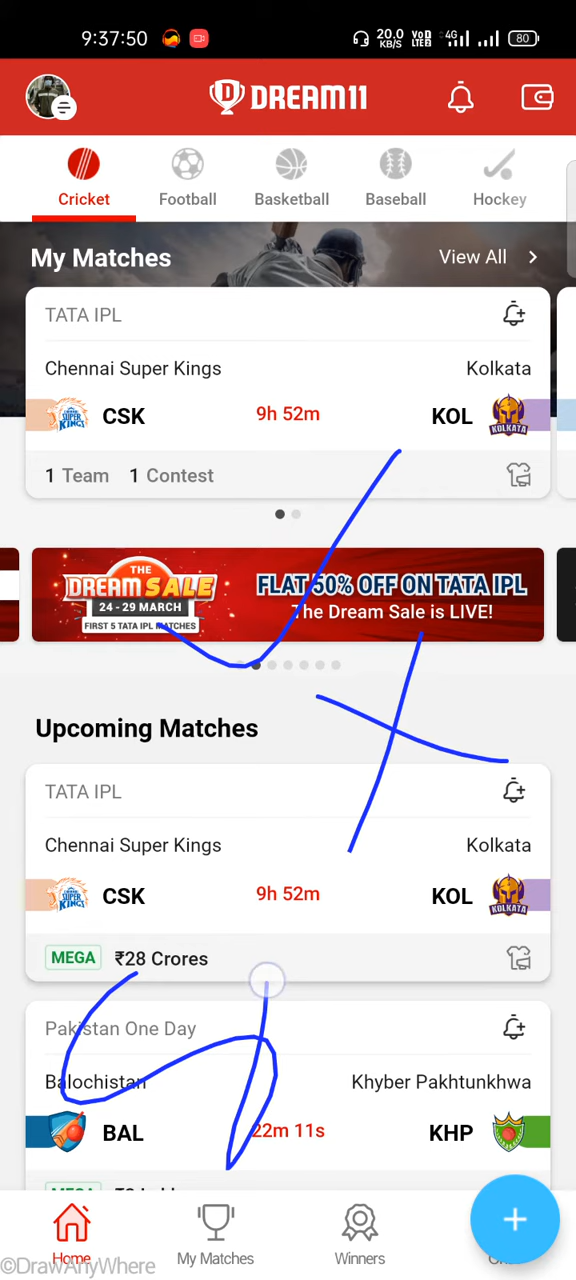 9:37:50 20.0 KB/S VoD LTE2 4G 80
DREAM11
Cricket Football Basketball Baseball Hockey
My Matches View All
TATA IPL
Chennai Super Kings Kolkata
CSK 9h 52m KOL
1 Team 1 Contest
THE
DREAM SALE
24 - 29 MARCH
FIRST 5 TATA IPL MATCHES
FLAT 50% OFF ON TATA IPL
The Dream Sale is LIVE!
Upcoming Matches
TATA IPL
Chennai Super Kings Kolkata
CSK 9h 52m KOL
MEGA ₹28 Crores
Pakistan One Day
Balochistan Khyber Pakhtunkhwa
BAL 22m 11s KHP
MEGA
Home My Matches Winners
©DrawAnyWhere